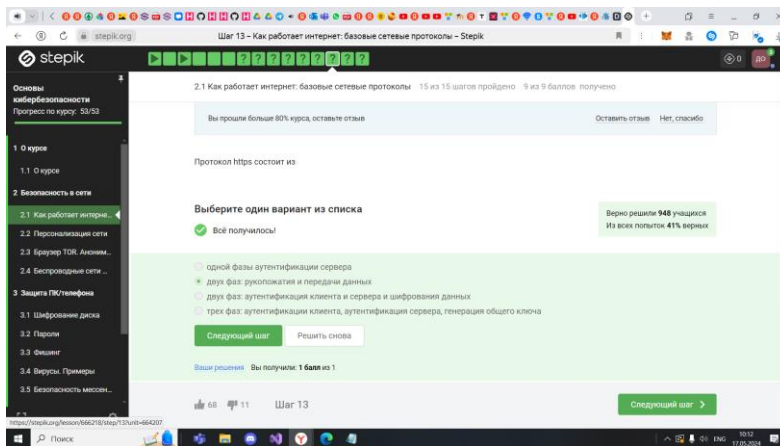 stepik.org
Шаг 13 – Как работает интернет: базовые сетевые протоколы – Stepik
stepik
0
ДО
Основы кибербезопасности
Прогресс по курсу: 53/53
1 О курсе
1.1 О курсе
2 Безопасность в сети
2.1 Как работает интерне...
2.2 Персонализация сети
2.3 Браузер TOR. Аноним...
2.4 Беспроводные сети ...
3 Защита ПК/телефона
3.1 Шифрование диска
3.2 Пароли
3.3 Фишинг
3.4 Вирусы. Примеры
3.5 Безопасность мессен...
2.1 Как работает интернет: базовые сетевые протоколы 15 из 15 шагов пройдено 9 из 9 баллов получено
Вы прошли больше 80% курса, оставьте отзыв Оставить отзыв Нет, спасибо
Протокол https состоит из
Выберите один вариант из списка
Всё получилось!
Верно решили 948 учащихся
Из всех попыток 41% верных
одной фазы аутентификации сервера
двух фаз: рукопожатия и передачи данных
двух фаз: аутентификация клиента и сервера и шифрования данных
трех фаз: аутентификации клиента, аутентификация сервера, генерация общего ключа
Следующий шаг Решить снова
Ваши решения Вы получили: 1 балл из 1
68 11 Шаг 13 Следующий шаг
https://stepik.org/lesson/666218/step/13?unit=664207
Поиск
ENG
10:12
17.05.2024